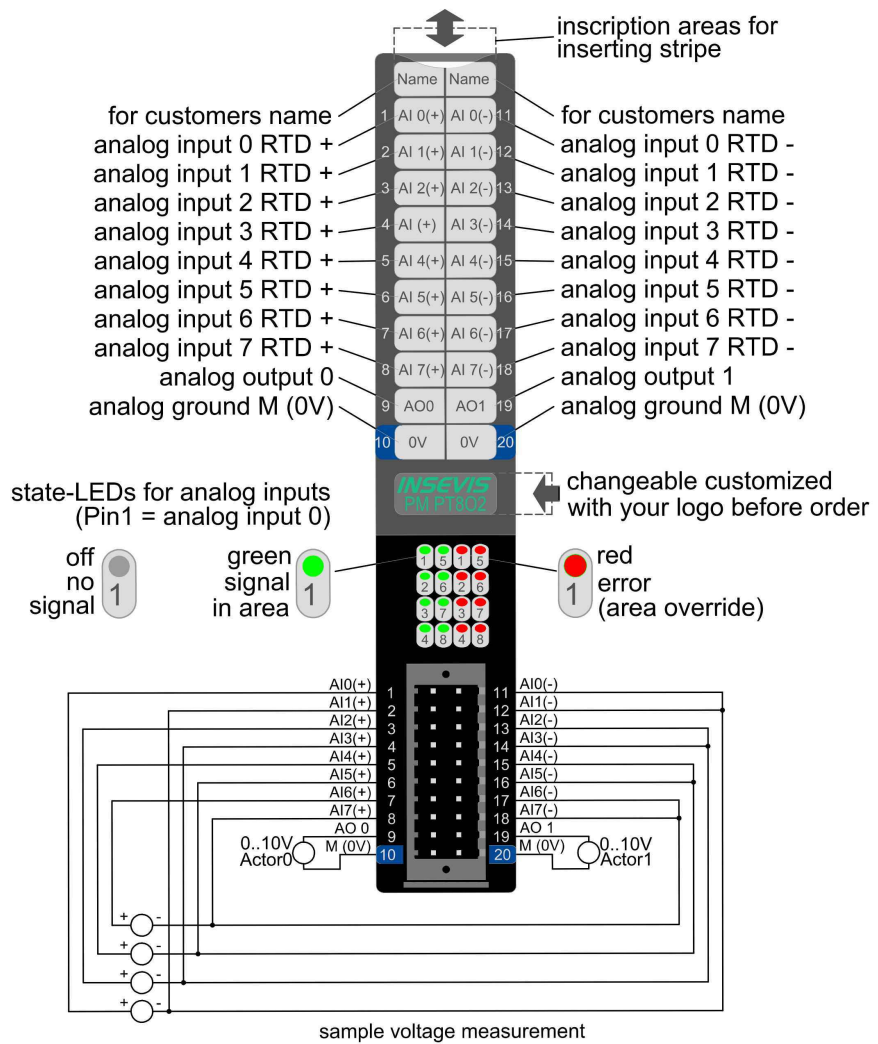 inscription areas for
inserting stripe
Name Name
for customers name for customers name
1 AI 0(+) AI 0(-) 11
analog input 0 RTD + analog input 0 RTD -
2 AI 1(+) AI 1(-) 12
analog input 1 RTD + analog input 1 RTD -
3 AI 2(+) AI 2(-) 13
analog input 2 RTD + analog input 2 RTD -
4 AI (+) AI 3(-) 14
analog input 3 RTD + analog input 3 RTD -
5 AI 4(+) AI 4(-) 15
analog input 4 RTD + analog input 4 RTD -
6 AI 5(+) AI 5(-) 16
analog input 5 RTD + analog input 5 RTD -
7 AI 6(+) AI 6(-) 17
analog input 6 RTD + analog input 6 RTD -
8 AI 7(+) AI 7(-) 18
analog input 7 RTD + analog input 7 RTD -
9 AO0 AO1 19
analog output 0 analog output 1
10 0V 0V 20
analog ground M (0V) analog ground M (0V)
INSEVIS
PM PT8O2
changeable customized
with your logo before order
state-LEDs for analog inputs
(Pin1 = analog input 0)
off
no
signal
1
green
signal
in area
1
1 5 1 5
2 6 2 6
3 7 3 7
4 8 4 8
1
red
error
(area override)
AI0(+) 1 11 AI0(-)
AI1(+) 2 12 AI1(-)
AI2(+) 3 13 AI2(-)
AI3(+) 4 14 AI3(-)
AI4(+) 5 15 AI4(-)
AI5(+) 6 16 AI5(-)
AI6(+) 7 17 AI6(-)
AI7(+) 8 18 AI7(-)
AO 0 9 19 AO 1
M (0V) 10 20 M (0V)
0..10V
Actor0
0..10V
Actor1
+ -
+ -
+ -
+ -
sample voltage measurement